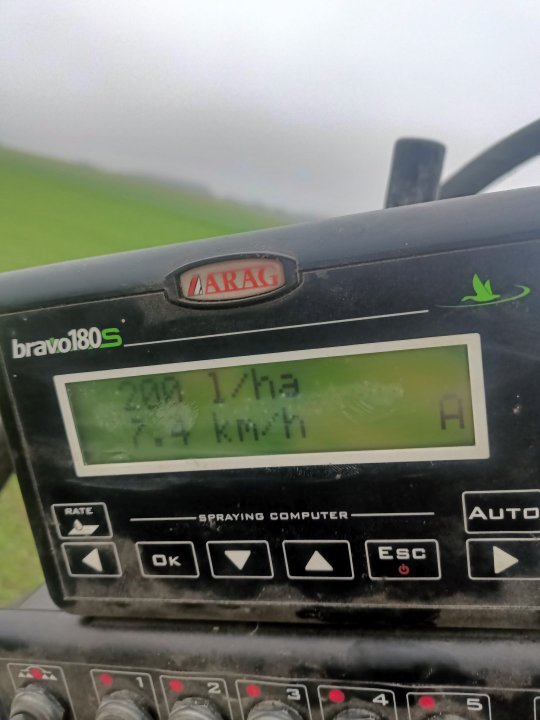 ARAG
bravo180S
200 l/ha
7.4 km/h
A
RATE
SPRAYING COMPUTER
AUTO
OK
ESC
1
2
3
4
5